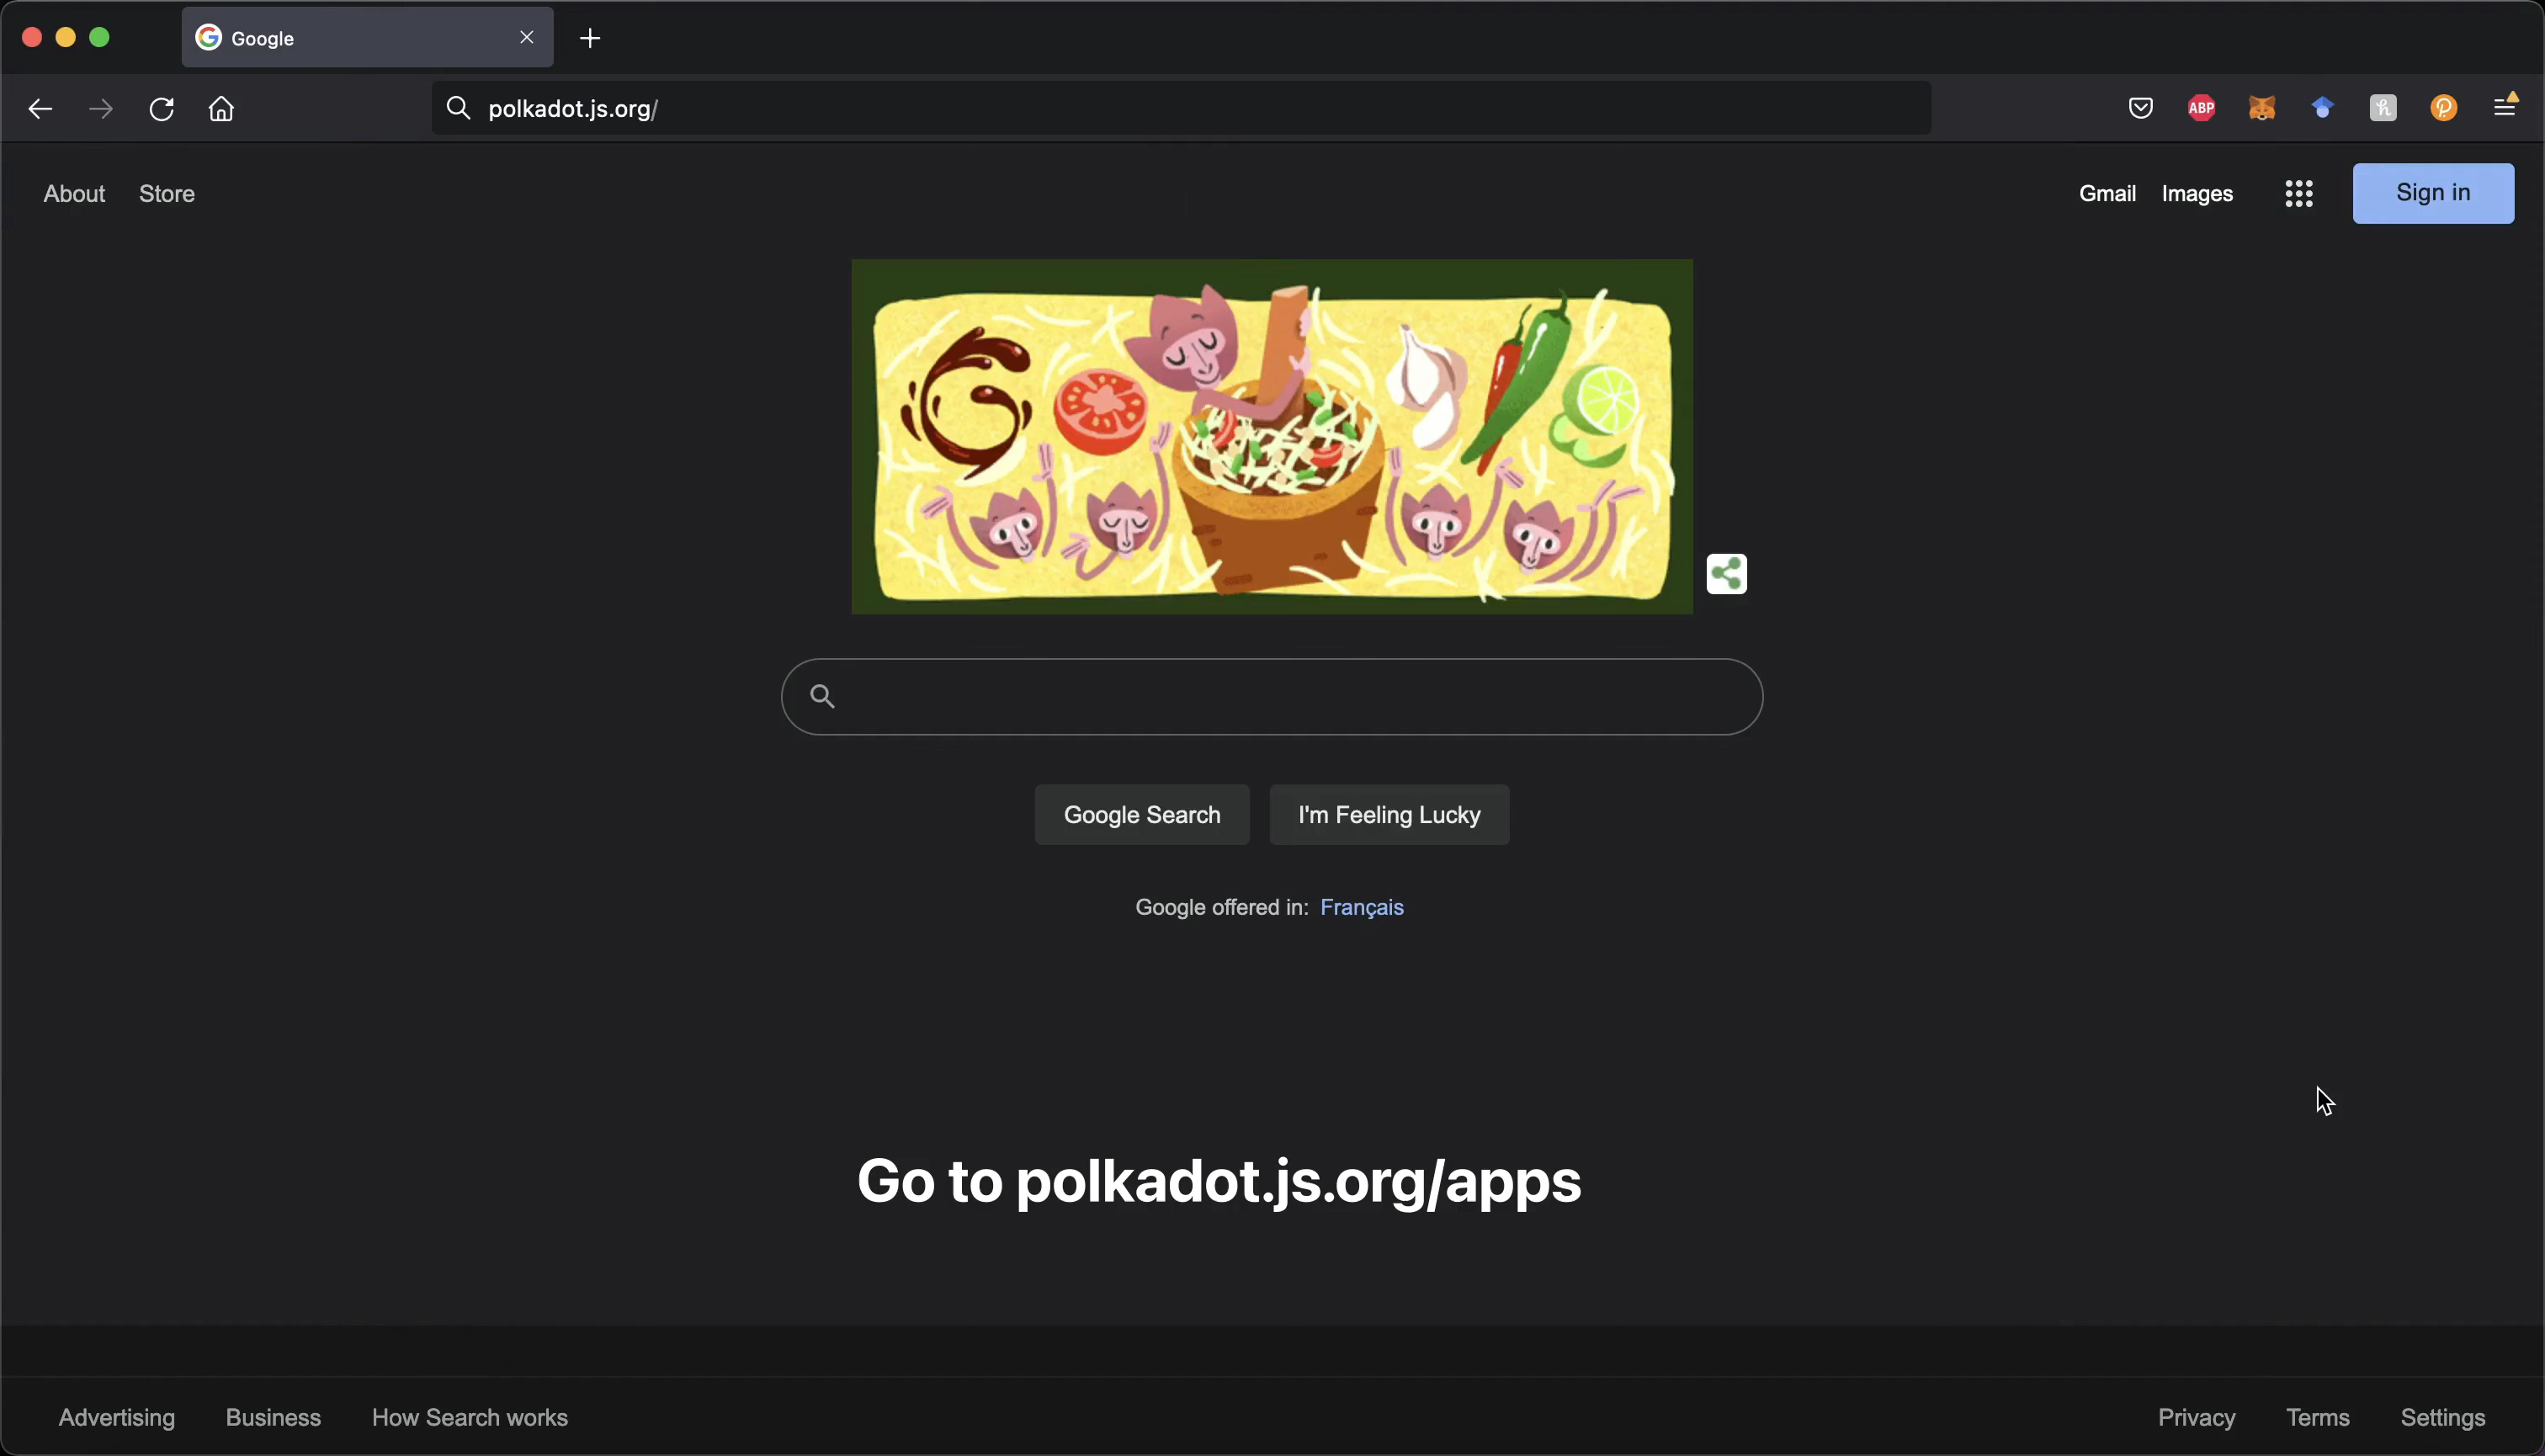 Google
polkadot.js.org/
ABP
About Store
Gmail Images
Sign in
Google Search
I'm Feeling Lucky
Google offered in: Français
Go to polkadot.js.org/apps
Advertising Business How Search works
Privacy Terms Settings